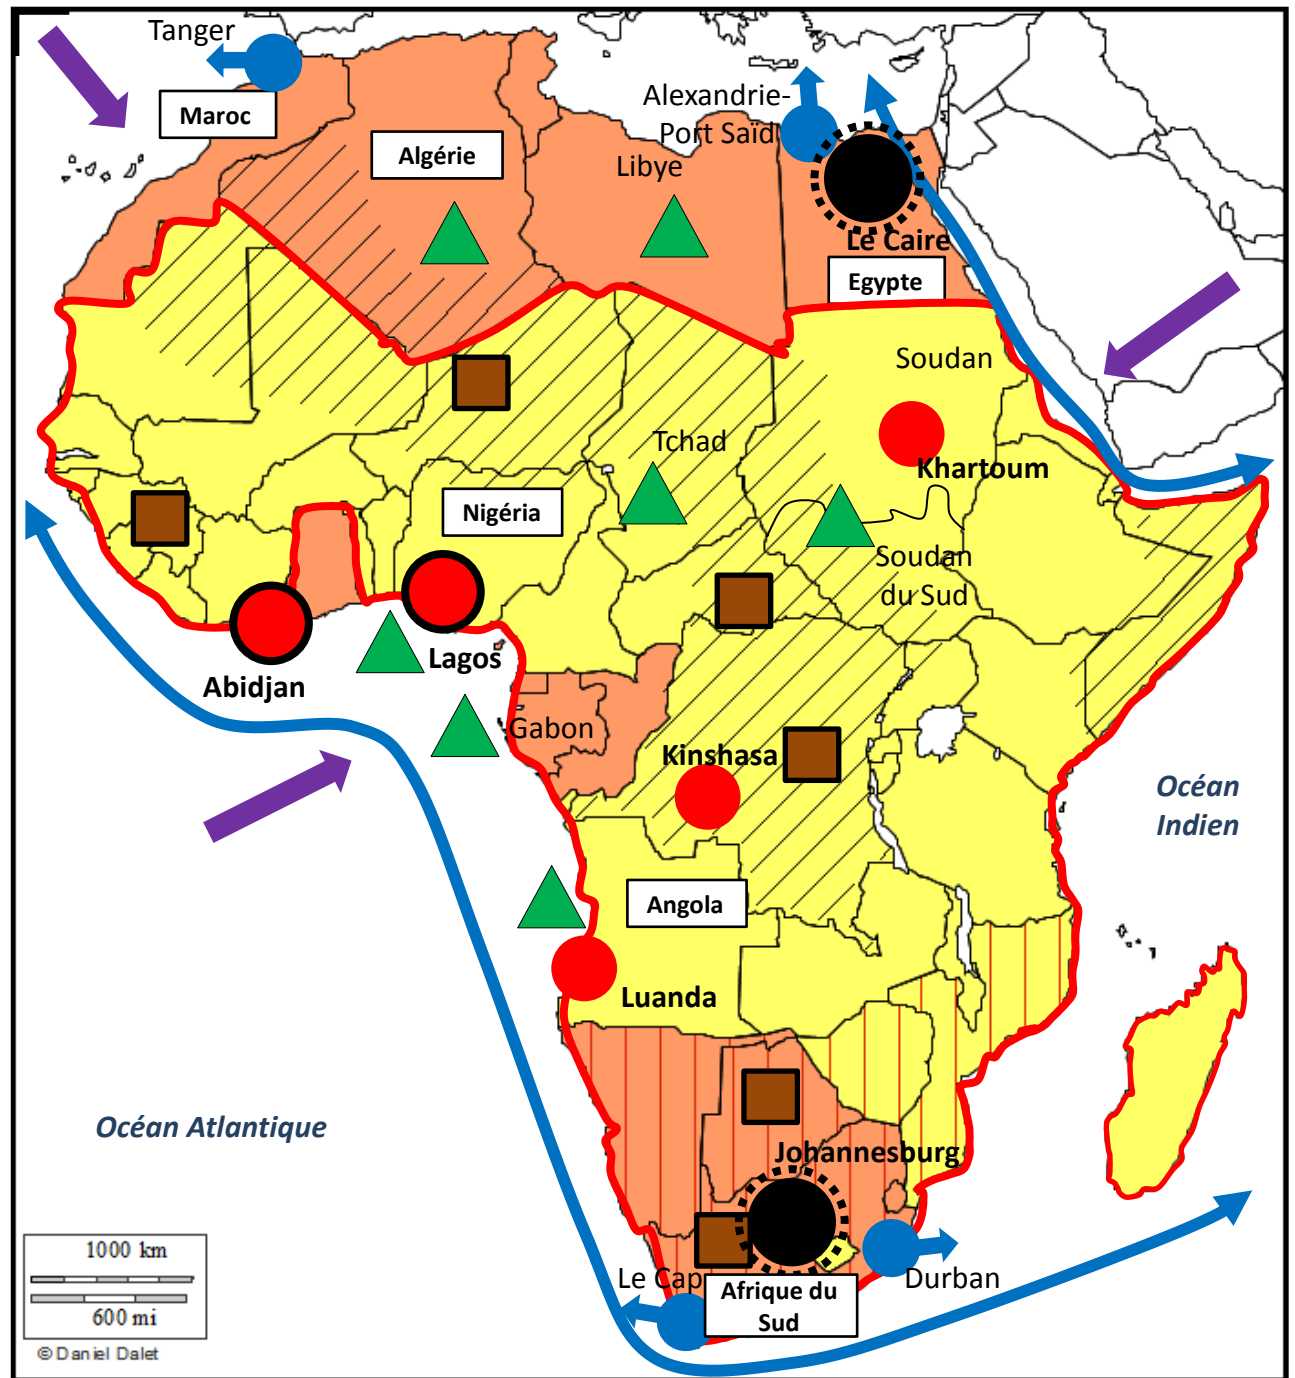 Tanger
Maroc
Algérie
Alexandrie-
Port Saïd
Libye
Le Caire
Egypte
Soudan
Khartoum
Tchad
Nigéria
Soudan
du Sud
Lagos
Abidjan
Gabon
Kinshasa
Océan
Indien
Angola
Luanda
Océan Atlantique
Johannesburg
Le Cap
Durban
Afrique du
Sud
1000 km
600 mi
©Daniel Dalet